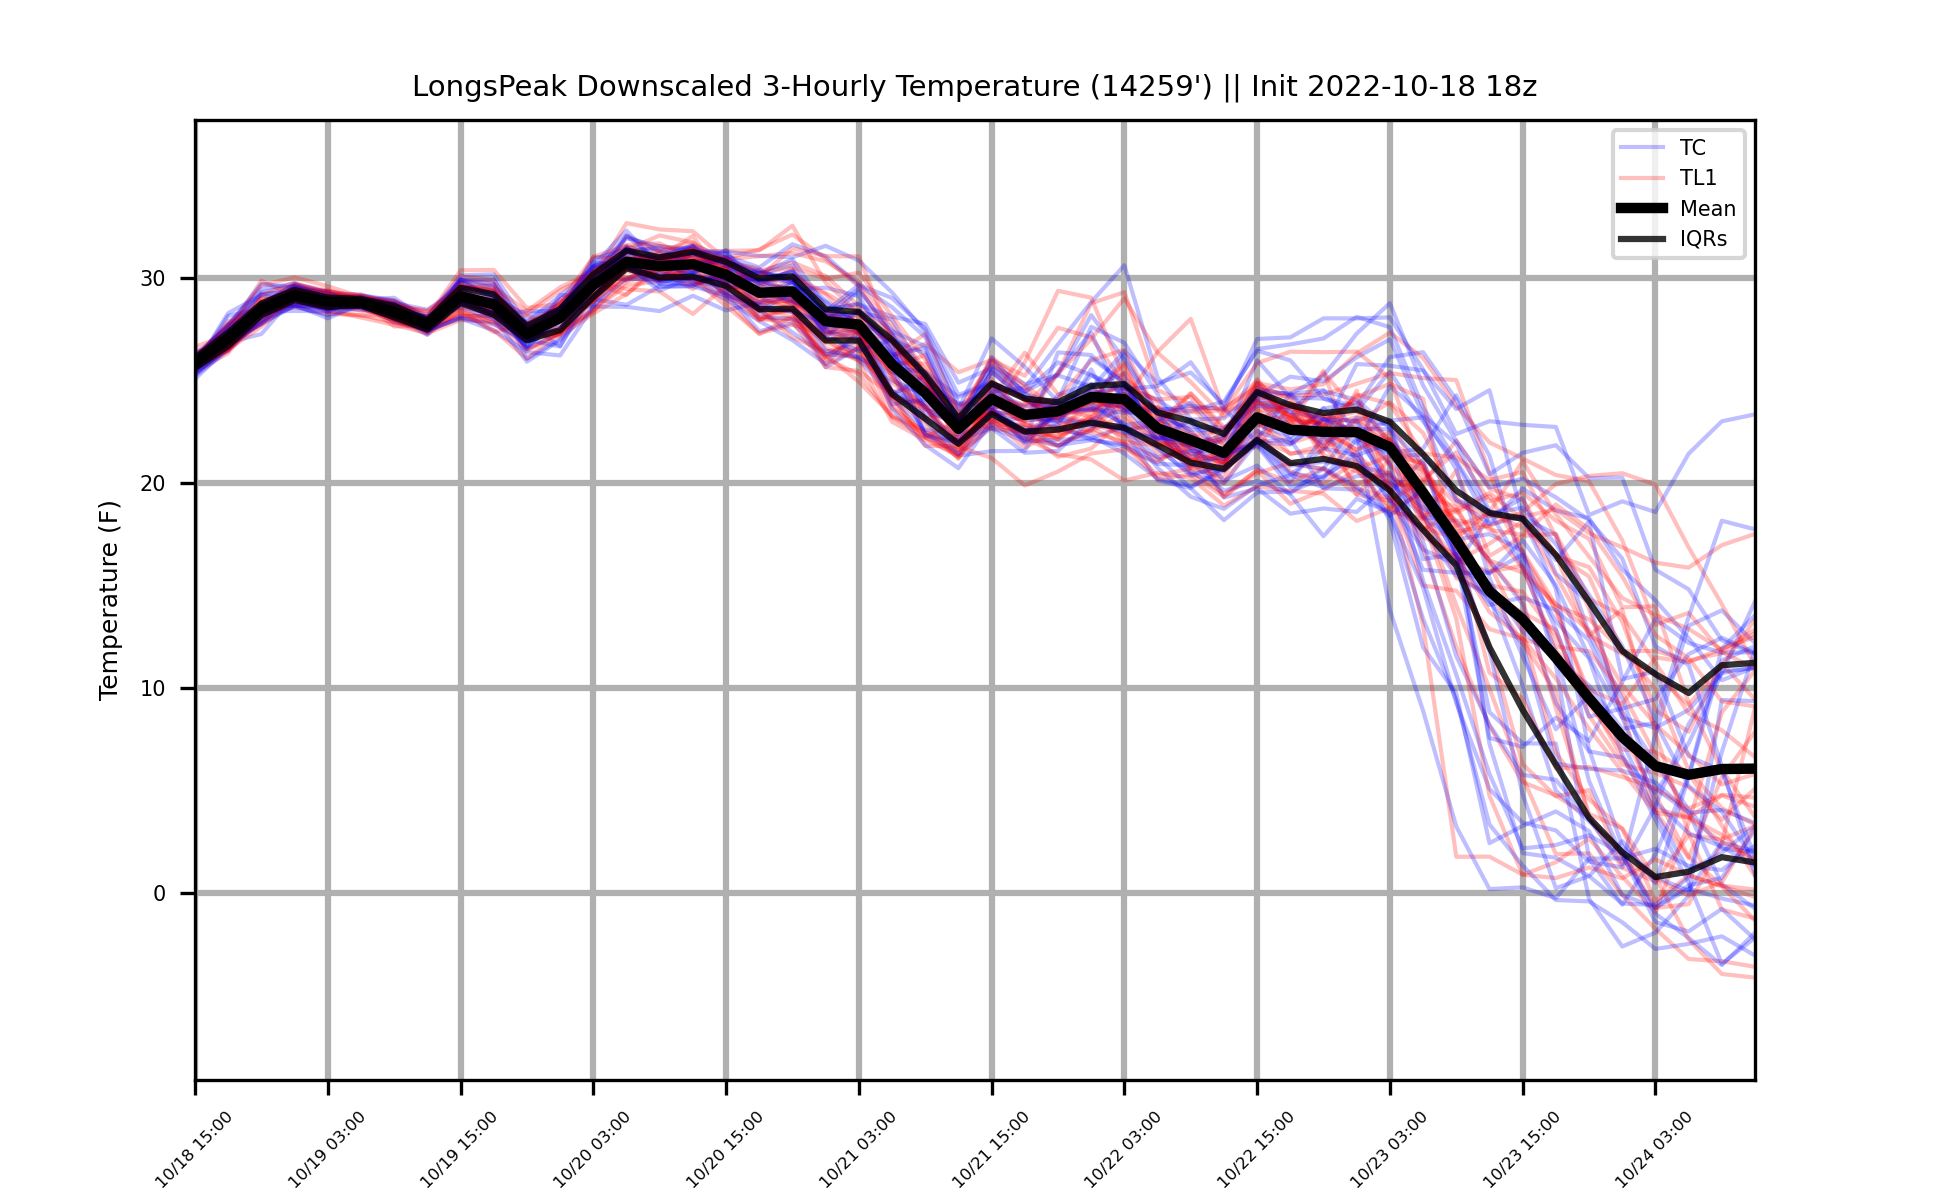 LongsPeak Downscaled 3-Hourly Temperature (14259') || Init 2022-10-18 18z
TC
TL1
Mean
IQRs
Temperature (F)
30
20
10
0
10/18 15:00
10/19 03:00
10/19 15:00
10/20 03:00
10/20 15:00
10/21 03:00
10/21 15:00
10/22 03:00
10/22 15:00
10/23 03:00
10/23 15:00
10/24 03:00